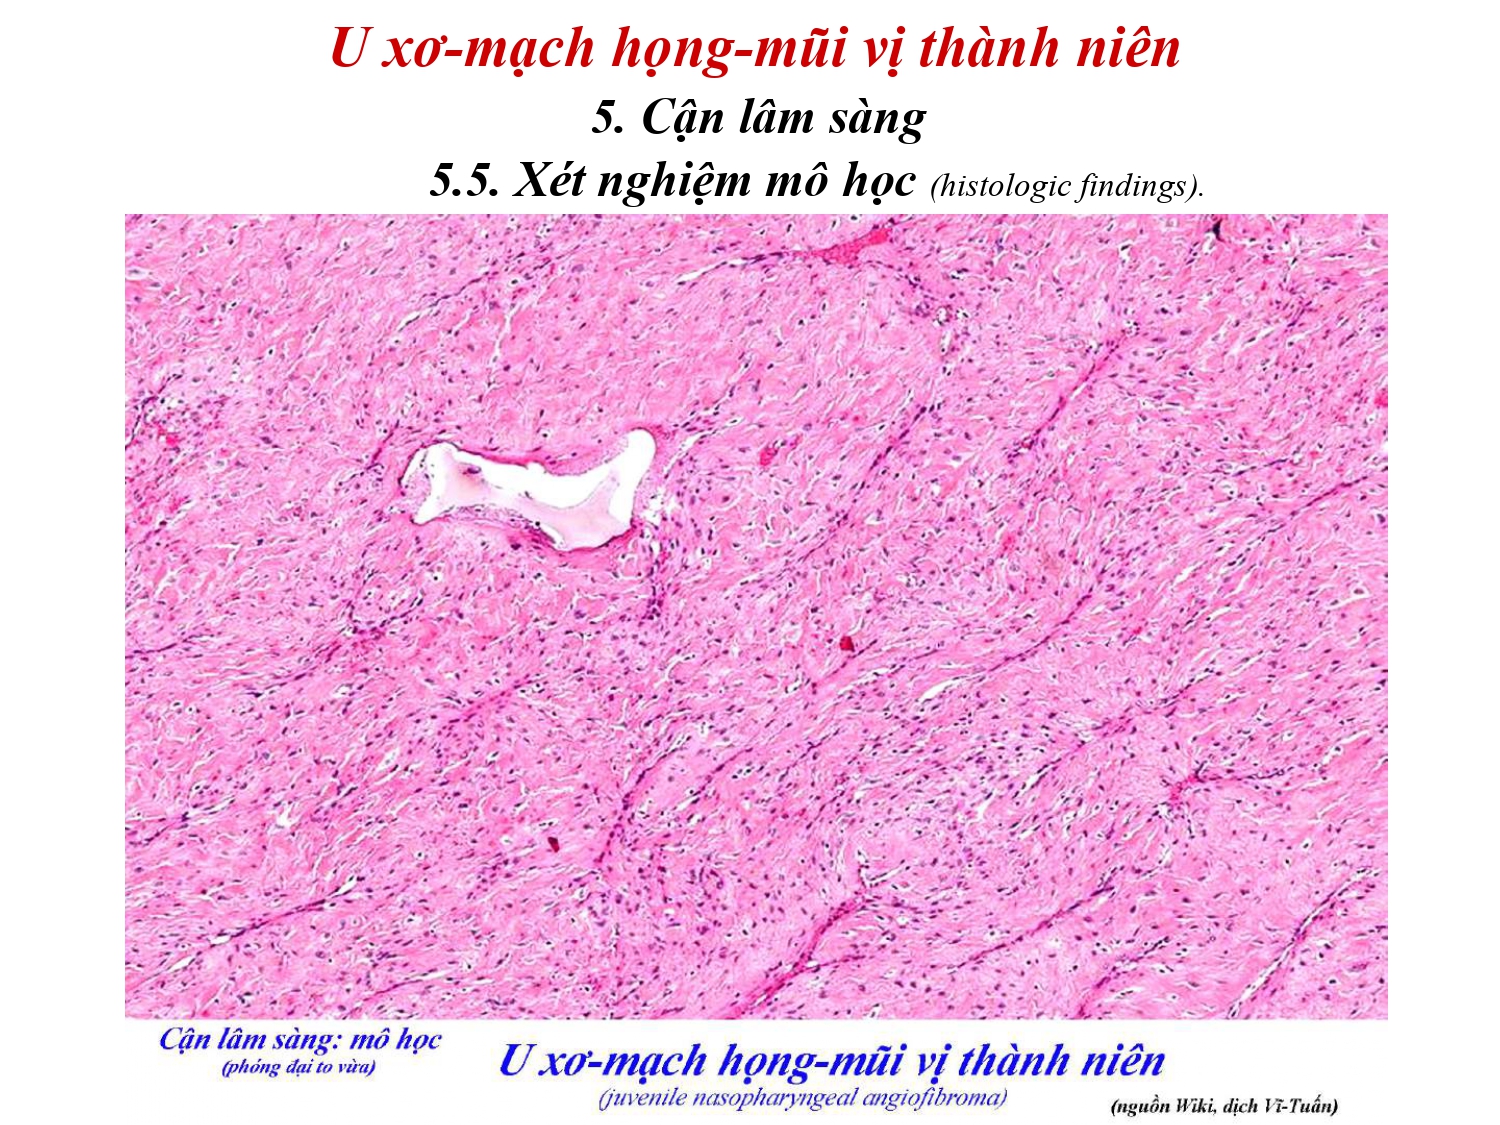 U xơ-mạch họng-mũi vị thành niên
5. Cận lâm sàng
5.5. Xét nghiệm mô học (histologic findings).
Cận lâm sàng: mô học
(phóng đại to vừa)
U xơ-mạch họng-mũi vị thành niên
(juvenile nasopharyngeal angiofibroma)
(nguồn Wiki, dịch Vĩ-Tuấn)